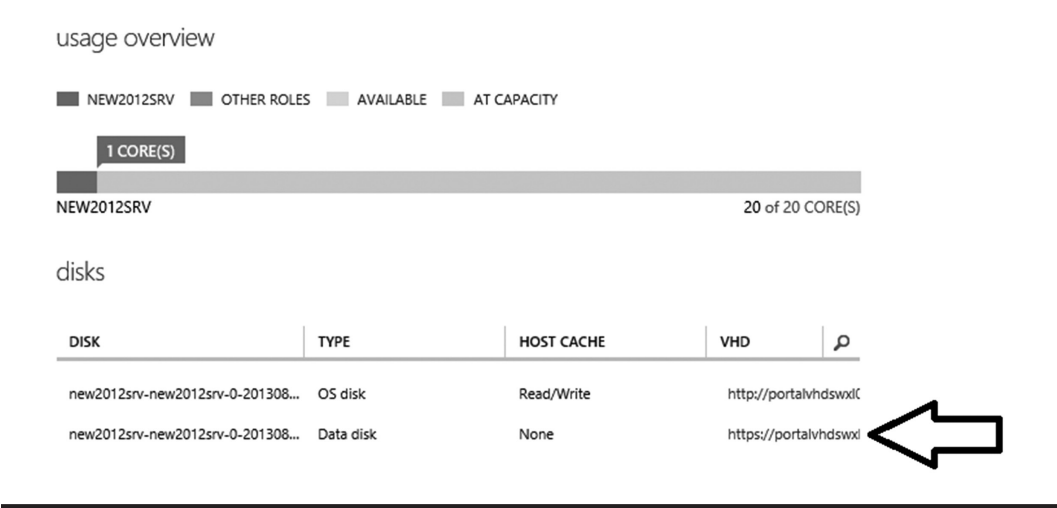 usage overview
NEW2012SRV OTHER ROLES AVAILABLE AT CAPACITY
1 CORE(S)
NEW2012SRV 20 of 20 CORE(S)
disks
DISK TYPE HOST CACHE VHD
new2012srv-new2012srv-0-201308... OS disk Read/Write http://portalvhdswxl0
new2012srv-new2012srv-0-201308... Data disk None https://portalvhdswxl